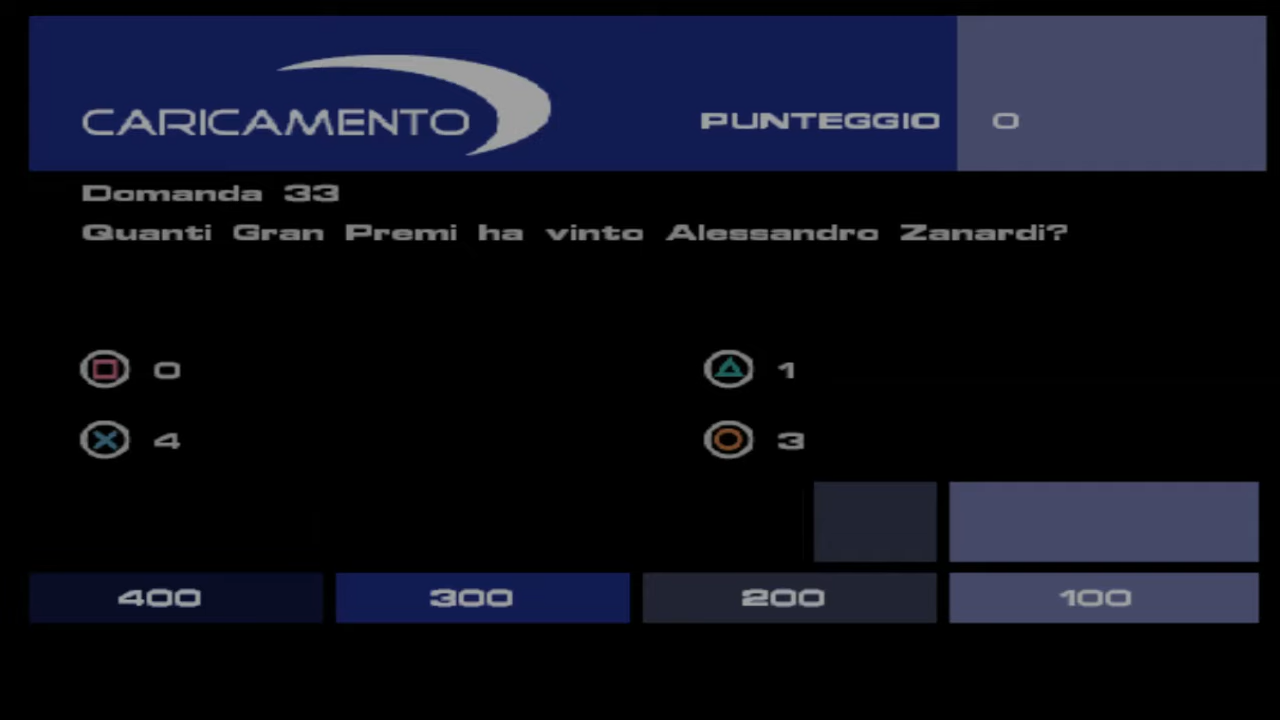 CARICAMENTO
PUNTEGGIO 0
Domanda 33
Quanti Gran Premi ha vinto Alessandro Zanardi?
0 1
4 3
400 300 200 100